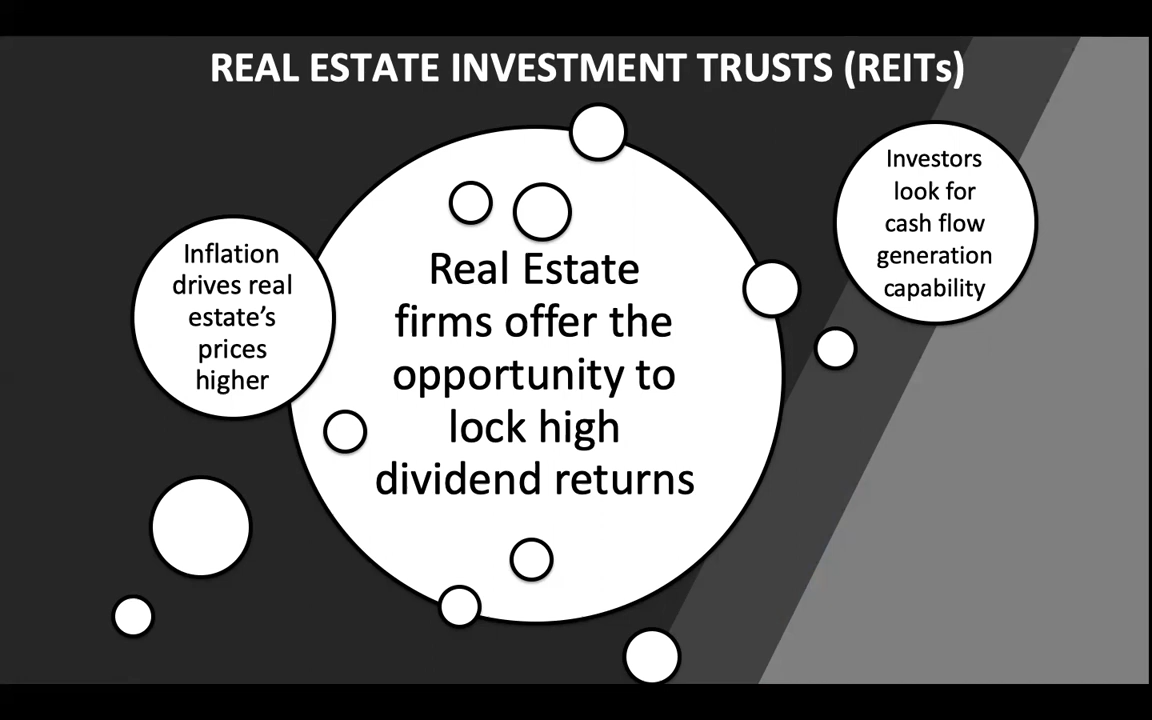 REAL ESTATE INVESTMENT TRUSTS (REITs)
Inflation
drives real
estate’s
prices
higher
Real Estate
firms offer the
opportunity to
lock high
dividend returns
Investors
look for
cash flow
generation
capability